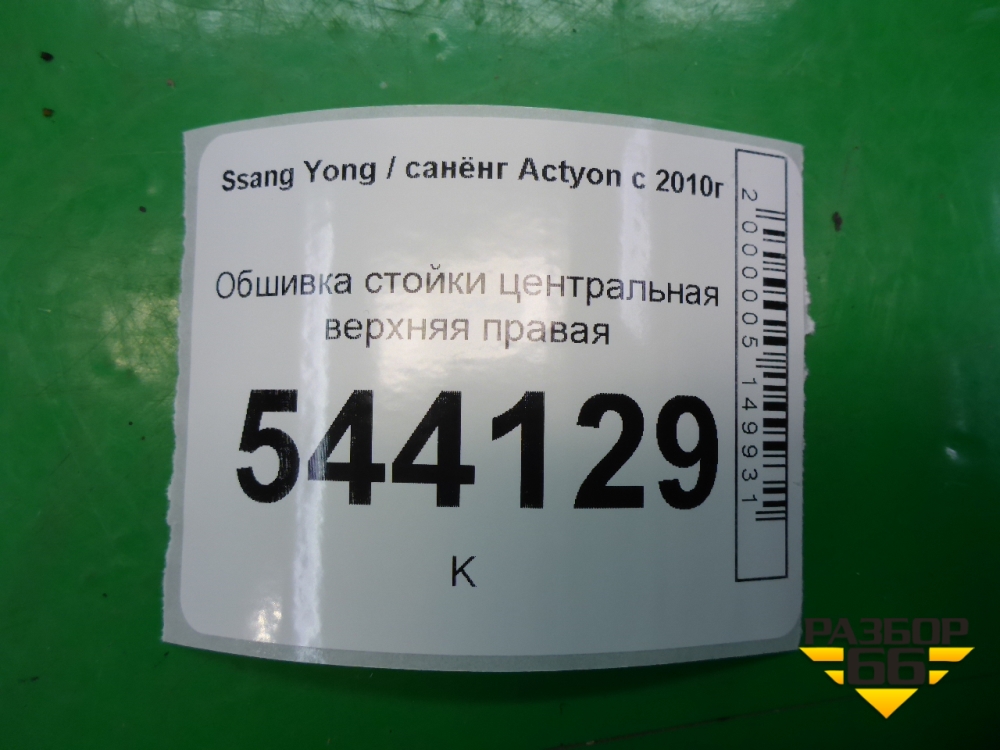 Ssang Yong / санёнг Actyon с 2010г
Обшивка стойки центральная
верхняя правая
544129
К
2000005149931
РАЗБОР
66